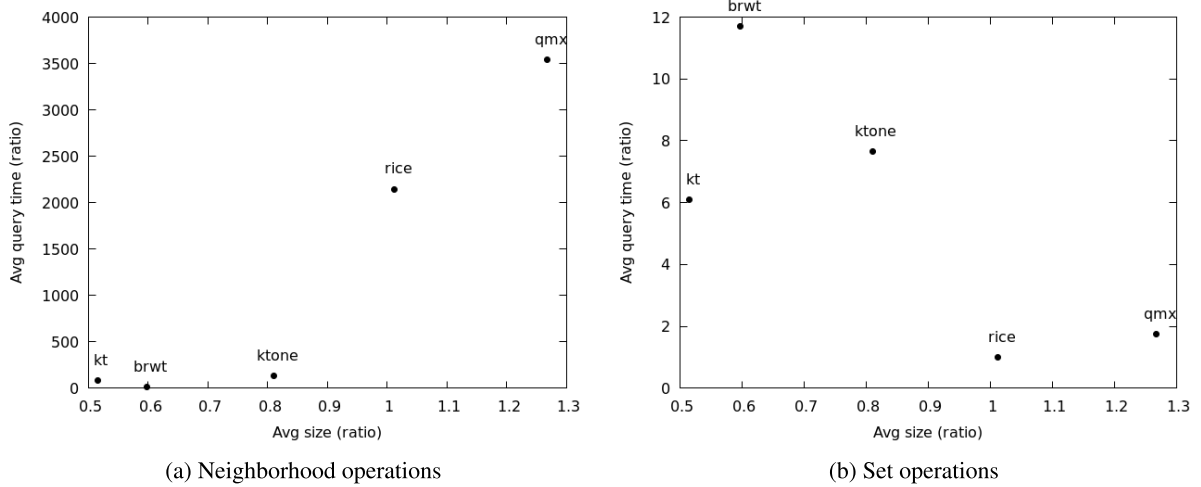 4000
3500
3000
2500
2000
1500
1000
500
0
Avg query time (ratio)
qmx
rice
ktone
brwt
kt
0.5 0.6 0.7 0.8 0.9 1 1.1 1.2 1.3
Avg size (ratio)
(a) Neighborhood operations
12
10
8
6
4
2
0
Avg query time (ratio)
brwt
ktone
kt
rice
qmx
0.5 0.6 0.7 0.8 0.9 1 1.1 1.2 1.3
Avg size (ratio)
(b) Set operations